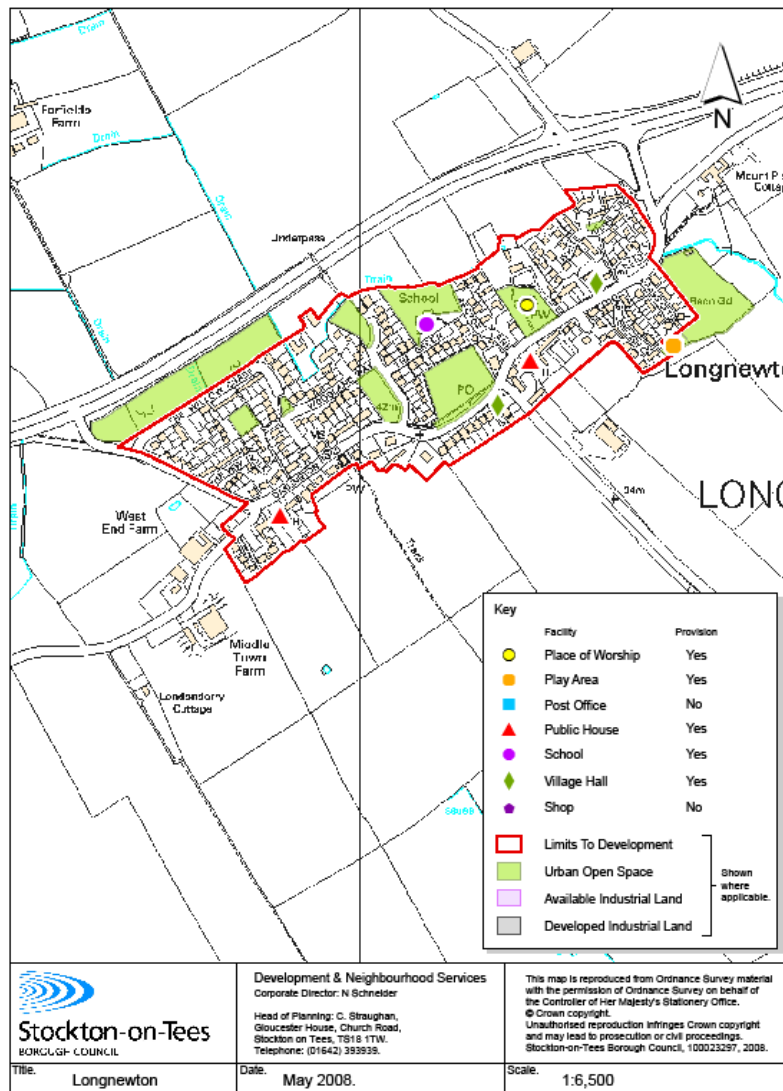 Drain
Farfields
Farm
Drain
Drain
N
Mount P
Cottag
Underpass
Drain
School
Drain
Recn Gd
Longnewto
PO
42m
Drain
34m
LONG
West
End Farm
Track
Middle
Town
Farm
Londonderry
Cottage
Key
Facility Provision
Place of Worship Yes
Play Area Yes
Post Office No
Public House Yes
School Yes
Village Hall Yes
Shop No
Limits To Development
Urban Open Space
Available Industrial Land
Developed Industrial Land
Shown
where
applicable.
Stockton-on-Tees
BOROUGH COUNCIL
Development & Neighbourhood Services
Corporate Director: N Schneider
Head of Planning: C. Straughan,
Gloucester House, Church Road,
Stockton on Tees, TS18 1TW.
Telephone: (01642) 393939.
This map is reproduced from Ordnance Survey material
with the permission of Ordnance Survey on behalf of
the Controller of Her Majesty's Stationery Office.
© Crown copyright.
Unauthorised reproduction infringes Crown copyright
and may lead to prosecution or civil proceedings.
Stockton-on-Tees Borough Council, 100023297, 2008.
Title. Longnewton
Date. May 2008.
Scale. 1:6,500